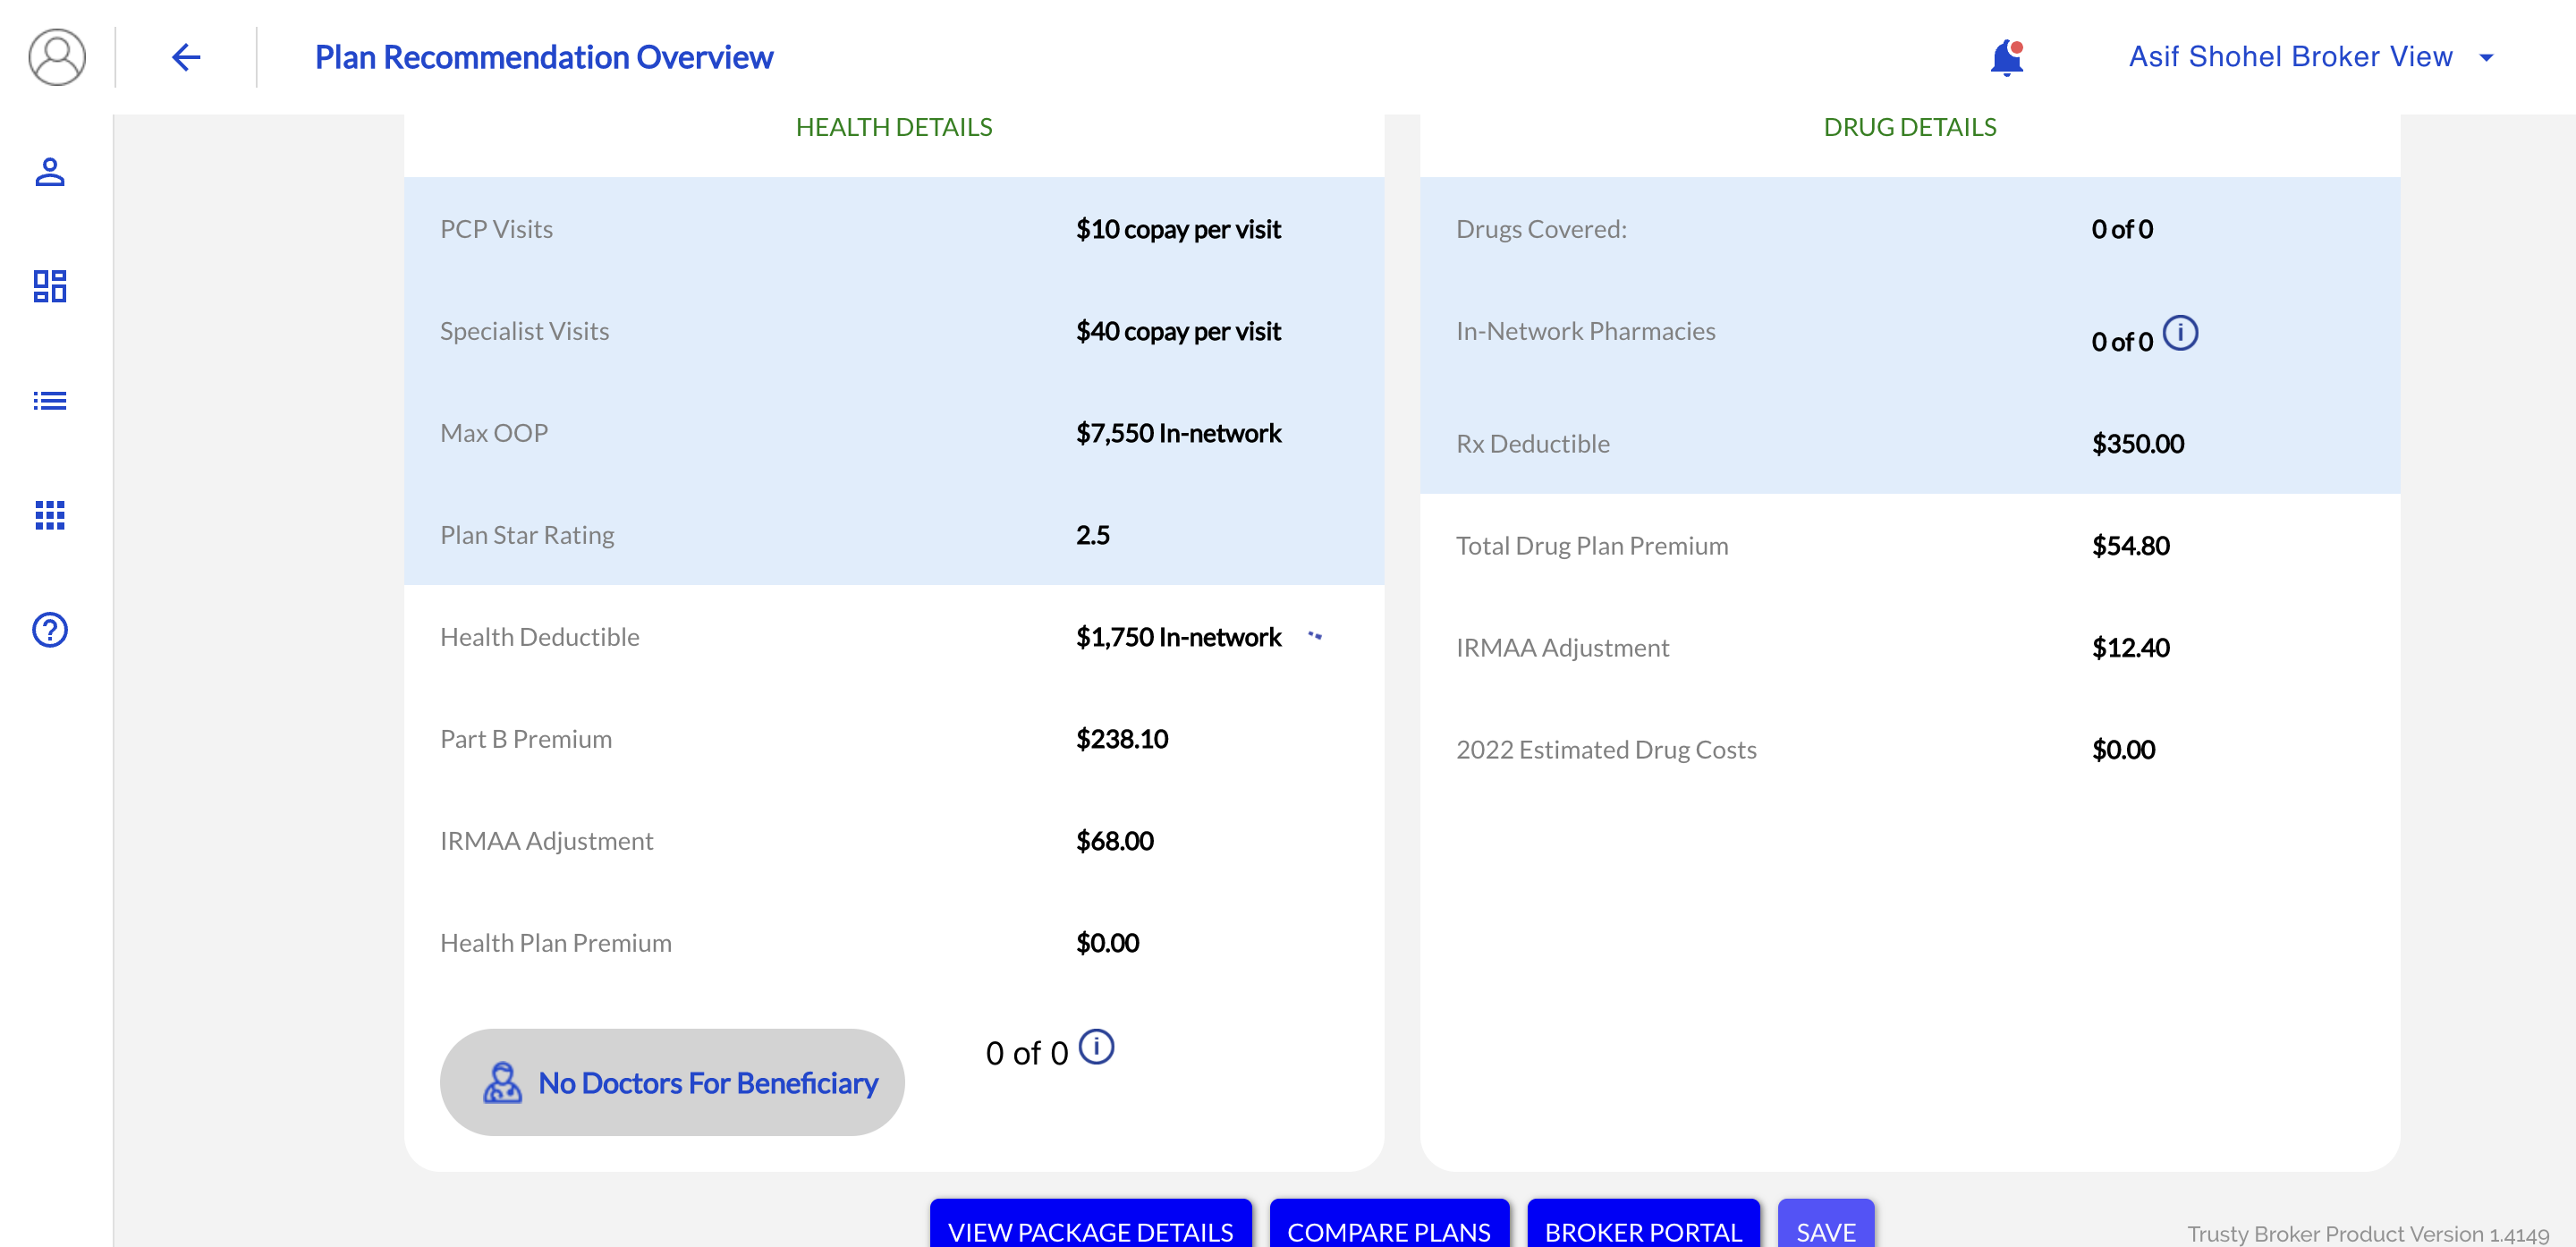 Plan Recommendation Overview
Asif Shohel Broker View
HEALTH DETAILS
PCP Visits $10 copay per visit
Specialist Visits $40 copay per visit
Max OOP $7,550 In-network
Plan Star Rating 2.5
Health Deductible $1,750 In-network
Part B Premium $238.10
IRMAA Adjustment $68.00
Health Plan Premium $0.00
No Doctors For Beneficiary 0 of 0
DRUG DETAILS
Drugs Covered: 0 of 0
In-Network Pharmacies 0 of 0
Rx Deductible $350.00
Total Drug Plan Premium $54.80
IRMAA Adjustment $12.40
2022 Estimated Drug Costs $0.00
VIEW PACKAGE DETAILS
COMPARE PLANS
BROKER PORTAL
SAVE
Trusty Broker Product Version 1.4149